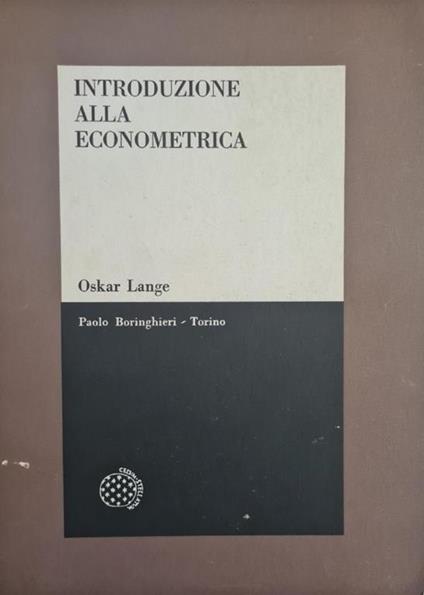 INTRODUZIONE
ALLA
ECONOMETRICA
Oskar Lange
Paolo Boringhieri - Torino